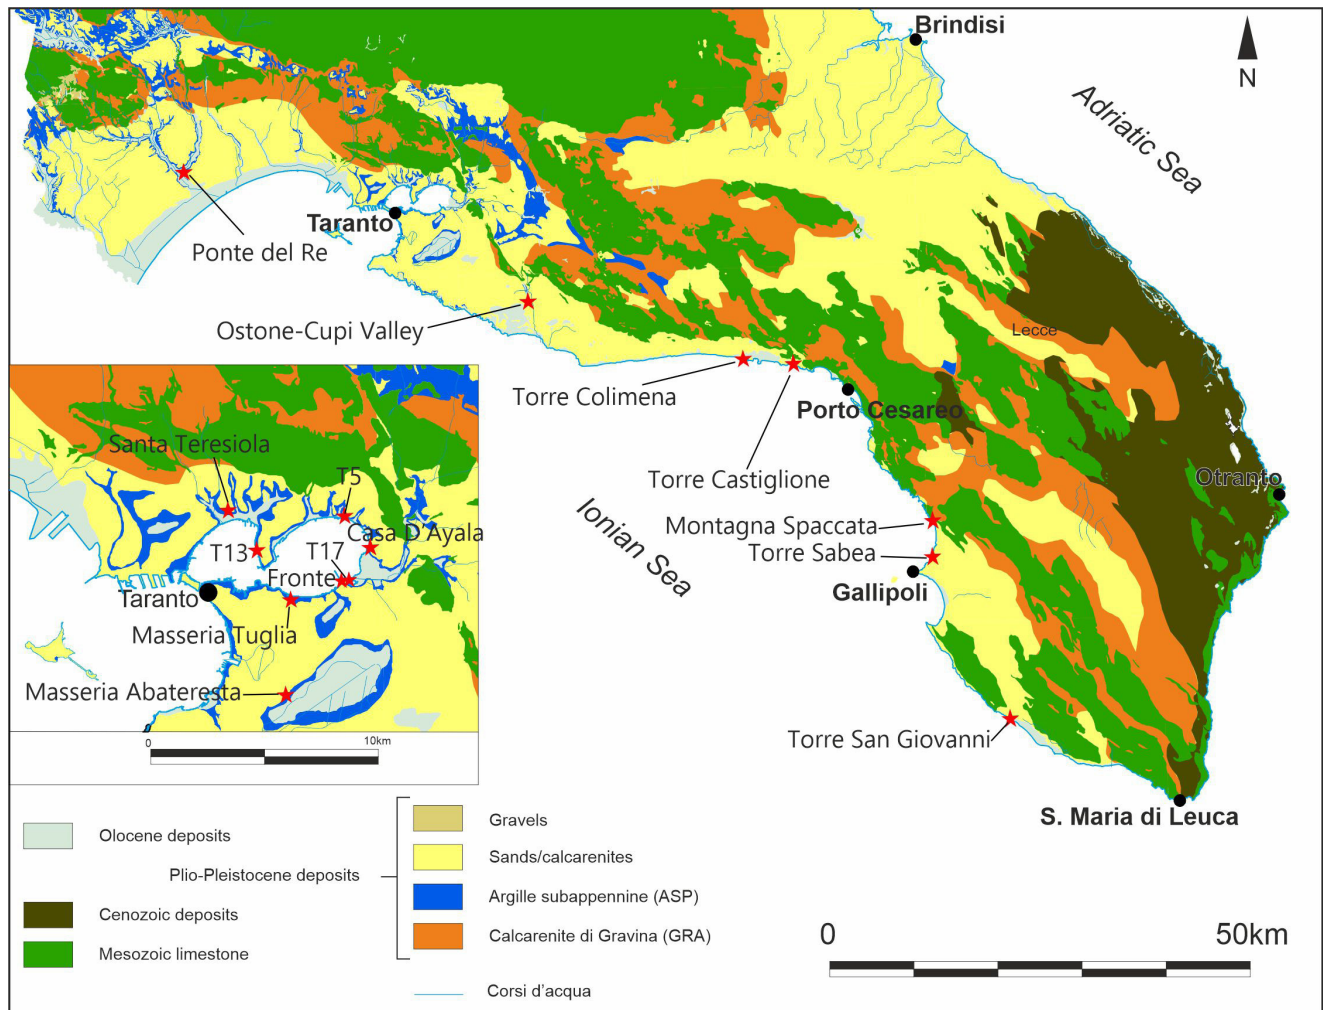 Brindisi
N
Adriatic Sea
Taranto
Ponte del Re
Ostone-Cupi Valley
Lecce
Torre Colimena
Porto Cesareo
Torre Castiglione
Otranto
Ionian Sea
Montagna Spaccata
Torre Sabea
Gallipoli
Torre San Giovanni
S. Maria di Leuca
Santa Teresiola
T5
Casa D'Ayala
T13
T17
Fronte
Taranto
Masseria Tuglia
Masseria Abateresta
0 10km
Olocene deposits
Plio-Pleistocene deposits
Cenozoic deposits
Mesozoic limestone
Gravels
Sands/calcarenites
Argille subappennine (ASP)
Calcarenite di Gravina (GRA)
Corsi d'acqua
0 50km